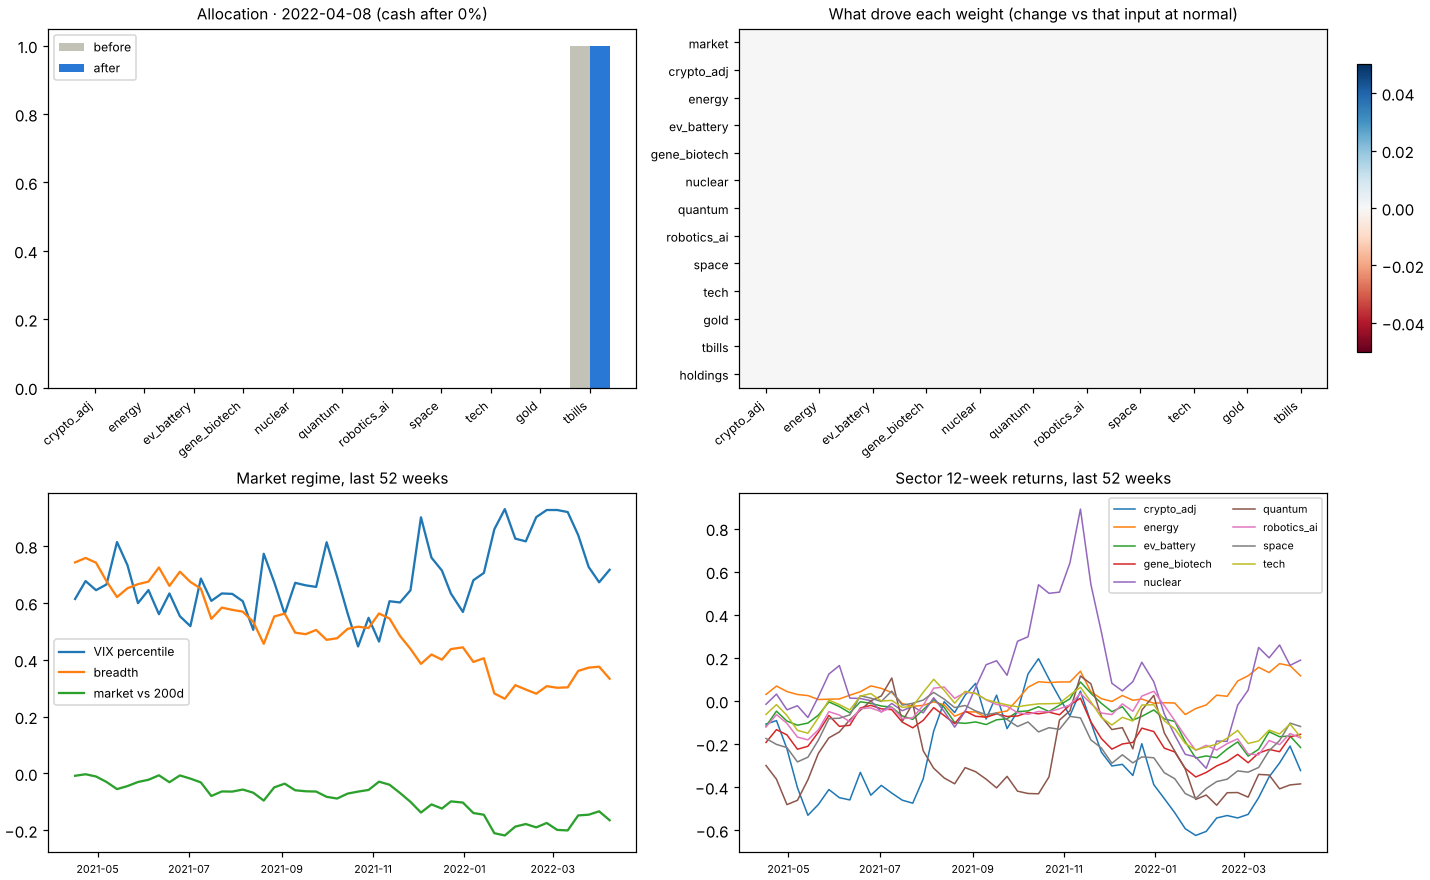 Allocation · 2022-04-08 (cash after 0%)
before
after
1.0
0.8
0.6
0.4
0.2
0.0
crypto_adj
energy
ev_battery
gene_biotech
nuclear
quantum
robotics_ai
space
tech
gold
tbills
What drove each weight (change vs that input at normal)
market
crypto_adj
energy
ev_battery
gene_biotech
nuclear
quantum
robotics_ai
space
tech
gold
tbills
holdings
crypto_adj
energy
ev_battery
gene_biotech
nuclear
quantum
robotics_ai
space
tech
gold
tbills
0.04
0.02
0.00
−0.02
−0.04
Market regime, last 52 weeks
0.8
0.6
0.4
0.2
0.0
−0.2
VIX percentile
breadth
market vs 200d
2021-05
2021-07
2021-09
2021-11
2022-01
2022-03
Sector 12-week returns, last 52 weeks
0.8
0.6
0.4
0.2
0.0
−0.2
−0.4
−0.6
crypto_adj
energy
ev_battery
gene_biotech
nuclear
quantum
robotics_ai
space
tech
2021-05
2021-07
2021-09
2021-11
2022-01
2022-03